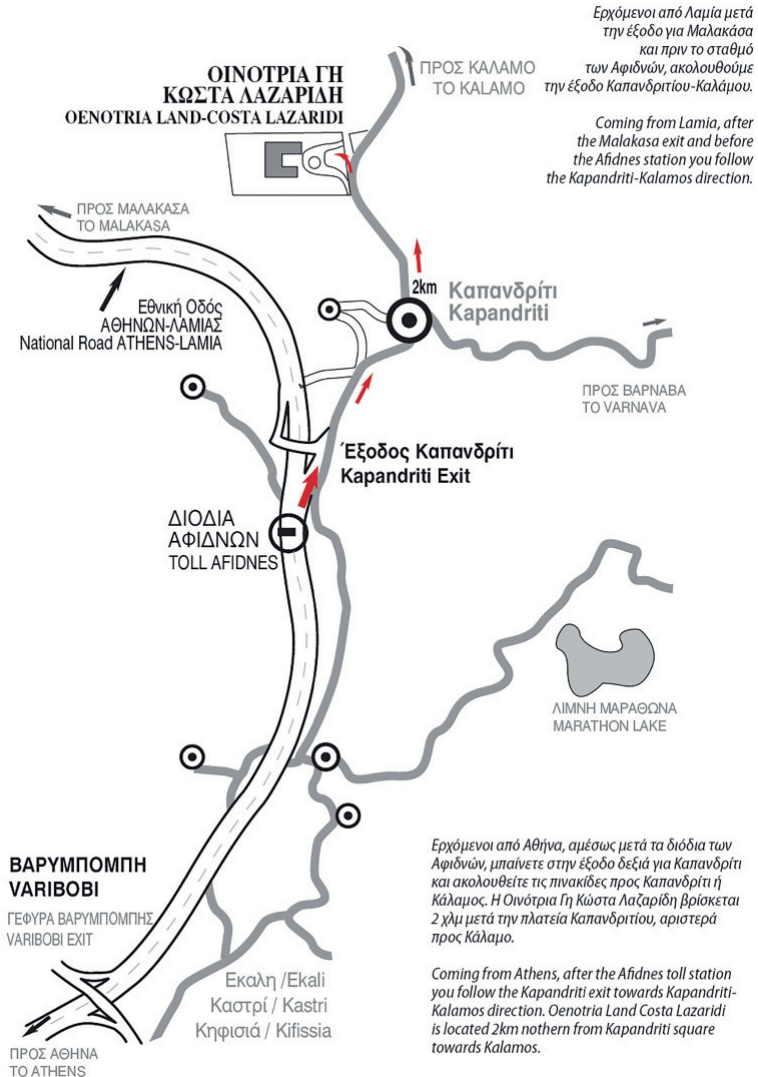 Ερχόμενοι από Λαμία μετά
την έξοδο για Μαλακάσα
και πριν το σταθμό
των Αφιδνών, ακολουθούμε
την έξοδο Καπανδριτίου-Καλάμου.
Coming from Lamia, after
the Malakasa exit and before
the Afidnes station you follow
the Kapandriti-Kalamos direction.
ΠΡΟΣ ΚΑΛΑΜΟ
TO KALAMO
ΟΙΝΟΤΡΙΑ ΓΗ
ΚΩΣΤΑ ΛΑΖΑΡΙΔΗ
OENOTRIA LAND-COSTA LAZARIDI
ΠΡΟΣ ΜΑΛΑΚΑΣΑ
TO MALAKASA
Εθνική Οδός
ΑΘΗΝΩΝ-ΛΑΜΙΑΣ
National Road ATHENS-LAMIA
2km
Καπανδρίτι
Kapandriti
ΠΡΟΣ ΒΑΡΝΑΒΑ
TO VARNAVA
Έξοδος Καπανδρίτι
Kapandriti Exit
ΔΙΟΔΙΑ
ΑΦΙΔΝΩΝ
TOLL AFIDNES
ΛΙΜΝΗ ΜΑΡΑΘΩΝΑ
MARATHON LAKE
ΒΑΡΥΜΠΟΜΠΗ
VARIBOBI
ΓΕΦΥΡΑ ΒΑΡΥΜΠΟΜΠΗΣ
VARIBOBI EXIT
Εκαλη /Ekali
Καστρί / Kastri
Κηφισιά / Kifissia
ΠΡΟΣ ΑΘΗΝΑ
TO ATHENS
Ερχόμενοι από Αθήνα, αμέσως μετά τα διόδια των
Αφιδνών, μπαίνετε στην έξοδο δεξιά για Καπανδρίτι
και ακολουθείτε τις πινακίδες προς Καπανδρίτι ή
Κάλαμος. Η Οινότρια Γη Κώστα Λαζαρίδη βρίσκεται
2 χλμ μετά την πλατεία Καπανδριτίου, αριστερά
προς Κάλαμο.
Coming from Athens, after the Afidnes toll station
you follow the Kapandriti exit towards Kapandriti-
Kalamos direction. Oenotria Land Costa Lazaridi
is located 2km nothern from Kapandriti square
towards Kalamos.